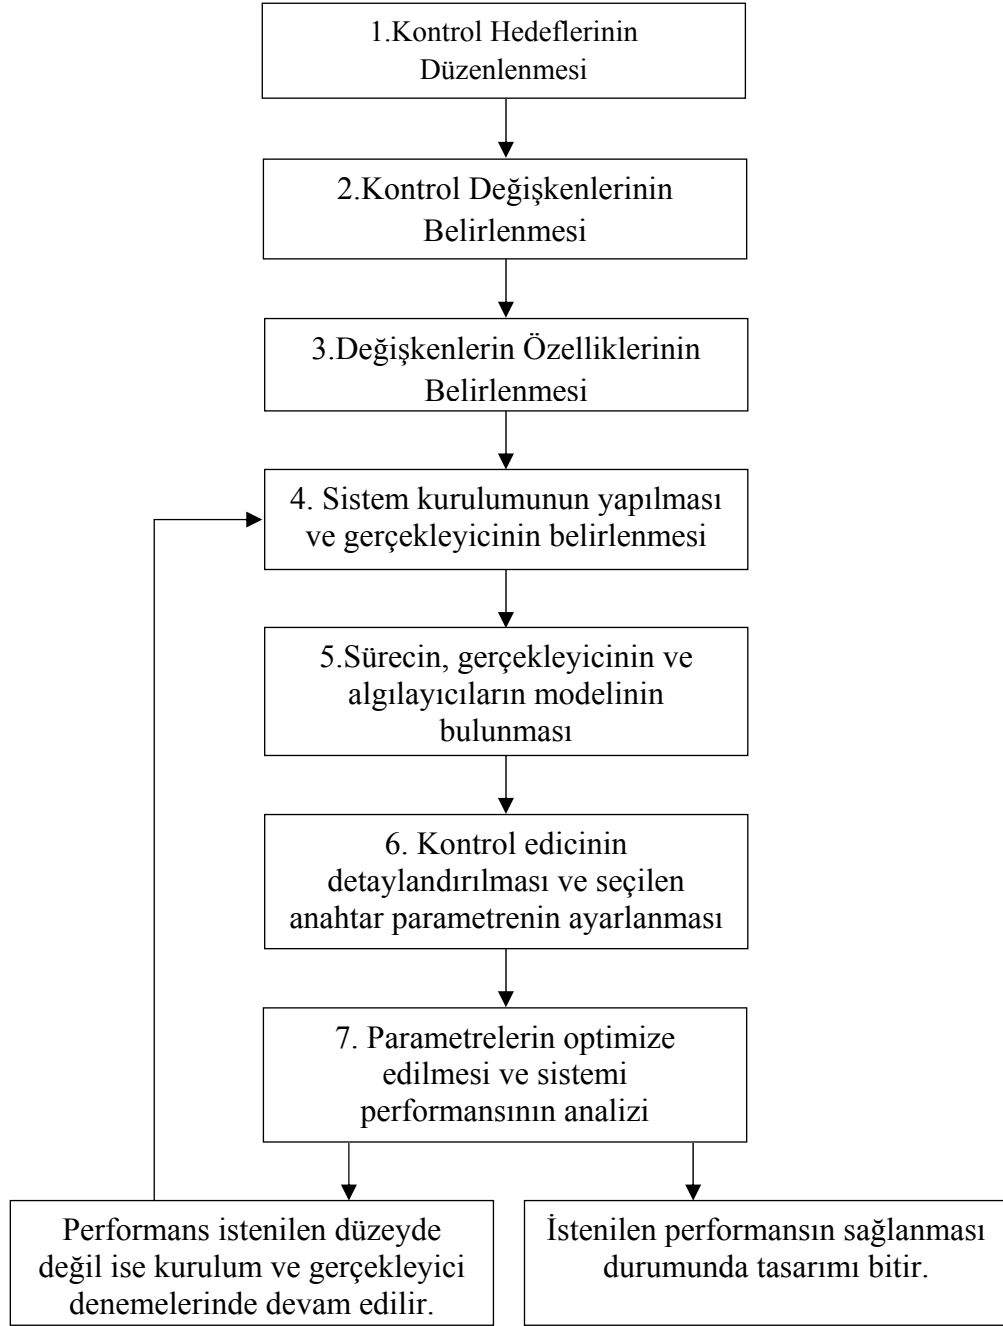 1.Kontrol Hedeflerinin
Düzenlenmesi
2.Kontrol Değişkenlerinin
Belirlenmesi
3.Değişkenlerin Özelliklerinin
Belirlenmesi
4. Sistem kurulumunun yapılması
ve gerçekleyicinin belirlenmesi
5.Sürecin, gerçekleyicinin ve
algılayıcıların modelinin
bulunması
6. Kontrol edicinin
detaylandırılması ve seçilen
anahtar parametrenin ayarlanması
7. Parametrelerin optimize
edilmesi ve sistemi
performansının analizi
Performans istenilen düzeyde
değil ise kurulum ve gerçekleyici
denemelerinde devam edilir.
İstenilen performansın sağlanması
durumunda tasarımı bitir.